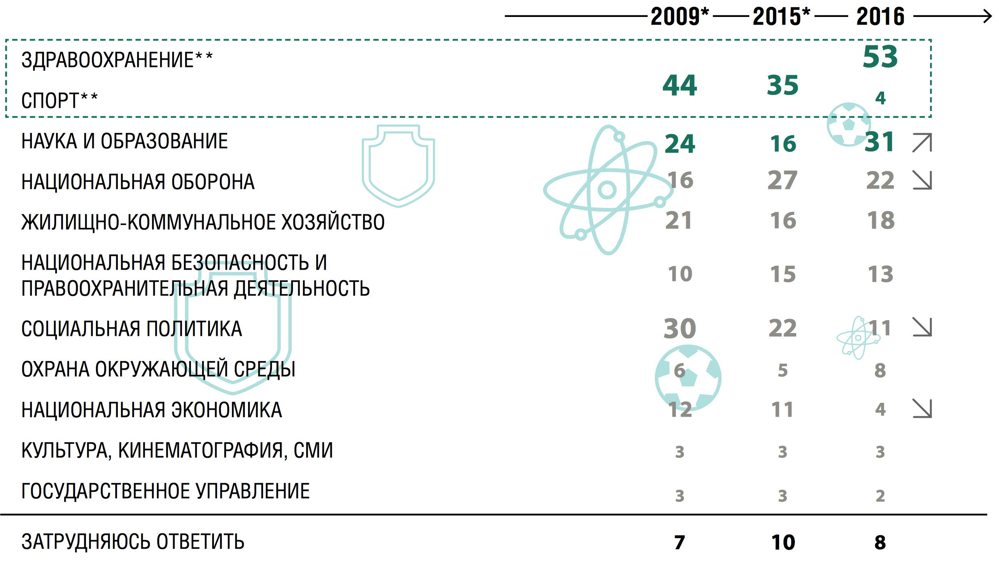 2009* 2015* 2016
ЗДРАВООХРАНЕНИЕ** 53
44 35
СПОРТ** 4
НАУКА И ОБРАЗОВАНИЕ 24 16 31
НАЦИОНАЛЬНАЯ ОБОРОНА 16 27 22
ЖИЛИЩНО-КОММУНАЛЬНОЕ ХОЗЯЙСТВО 21 16 18
НАЦИОНАЛЬНАЯ БЕЗОПАСНОСТЬ И
ПРАВООХРАНИТЕЛЬНАЯ ДЕЯТЕЛЬНОСТЬ 10 15 13
СОЦИАЛЬНАЯ ПОЛИТИКА 30 22 11
ОХРАНА ОКРУЖАЮЩЕЙ СРЕДЫ 6 5 8
НАЦИОНАЛЬНАЯ ЭКОНОМИКА 12 11 4
КУЛЬТУРА, КИНЕМАТОГРАФИЯ, СМИ 3 3 3
ГОСУДАРСТВЕННОЕ УПРАВЛЕНИЕ 3 3 2
ЗАТРУДНЯЮСЬ ОТВЕТИТЬ 7 10 8